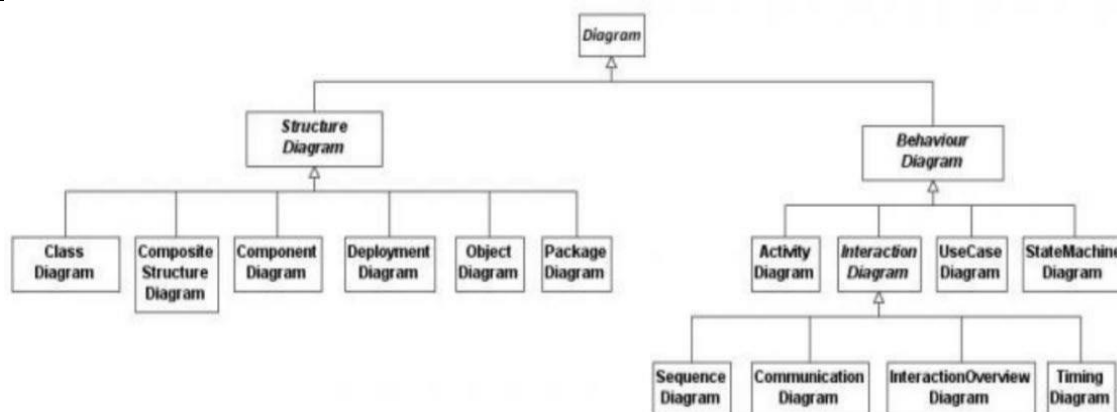 Diagram
Structure
Diagram
Behaviour
Diagram
Class
Diagram
Composite
Structure
Diagram
Component
Diagram
Deployment
Diagram
Object
Diagram
Package
Diagram
Activity
Diagram
Interaction
Diagram
UseCase
Diagram
StateMachine
Diagram
Sequence
Diagram
Communication
Diagram
InteractionOverview
Diagram
Timing
Diagram